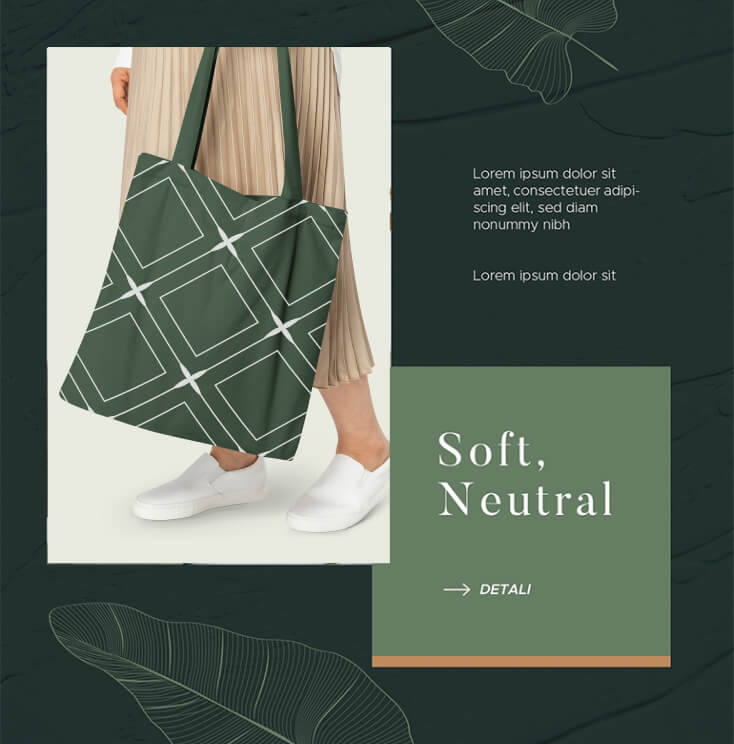 Lorem ipsum dolor sit
amet, consectetuer adipi-
scing elit, sed diam
nonummy nibh
Lorem ipsum dolor sit
Soft,
Neutral
DETALI